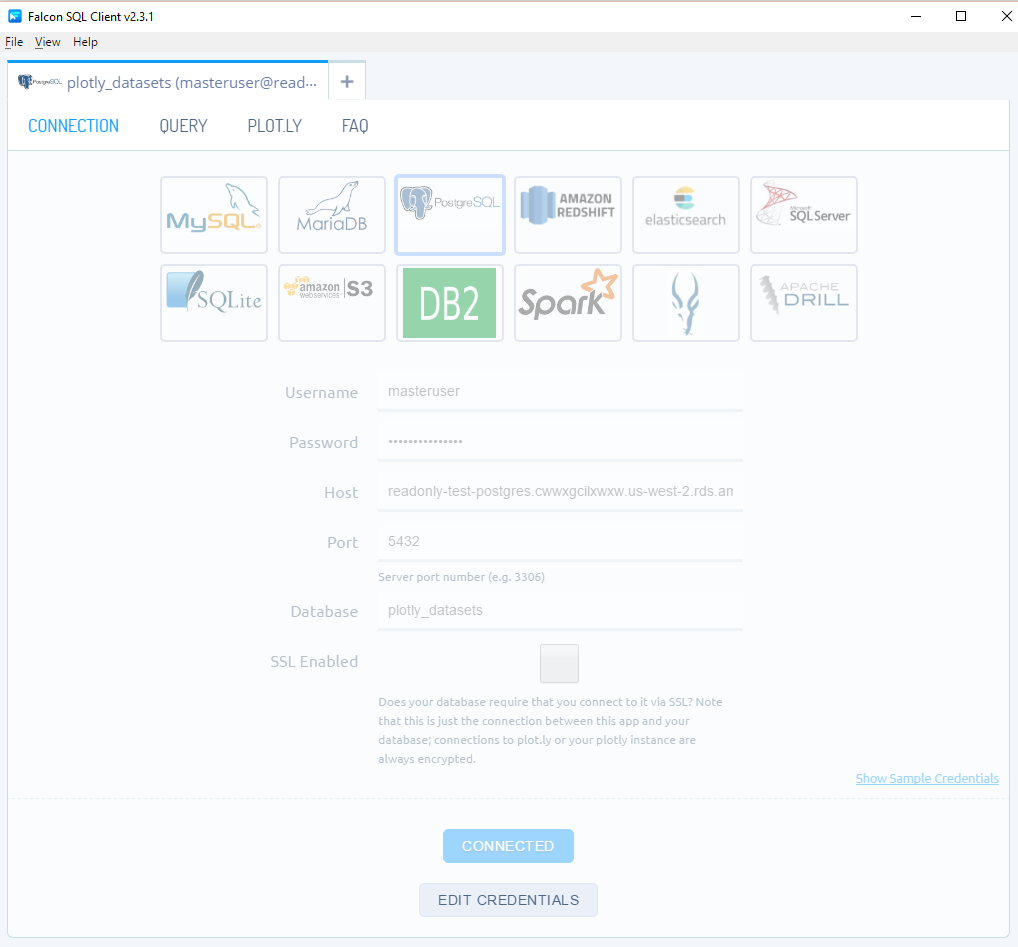 Falcon SQL Client v2.3.1
File View Help
PostgreSQL plotly_datasets (masteruser@read... +
CONNECTION QUERY PLOT.LY FAQ
MySQL MariaDB PostgreSQL AMAZON REDSHIFT elasticsearch Microsoft SQL Server
SQLite amazon web services S3 DB2 Spark APACHE DRILL
Username masteruser
Password •••••••••••••••
Host readonly-test-postgres.cwwxgcilxwxw.us-west-2.rds.am
Port 5432
Server port number (e.g. 3306)
Database plotly_datasets
SSL Enabled
Does your database require that you connect to it via SSL? Note
that this is just the connection between this app and your
database; connections to plot.ly or your plotly instance are
always encrypted.
Show Sample Credentials
CONNECTED
EDIT CREDENTIALS